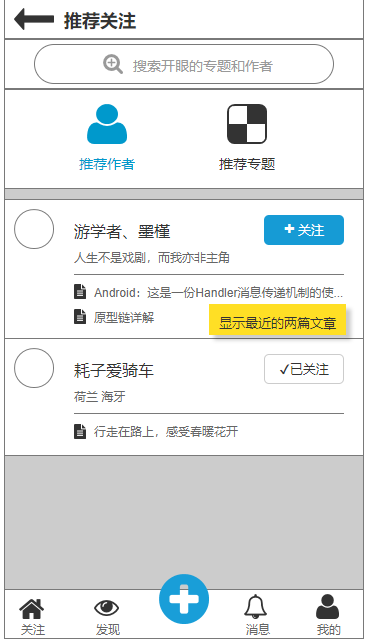 推荐关注
搜索开眼的专题和作者
推荐作者
推荐专题
游学者、墨槿
关注
人生不是戏剧，而我亦非主角
Android：这是一份Handler消息传递机制的使...
原型链详解
显示最近的两篇文章
耗子爱骑车
已关注
荷兰 海牙
行走在路上，感受春暖花开
关注
发现
消息
我的